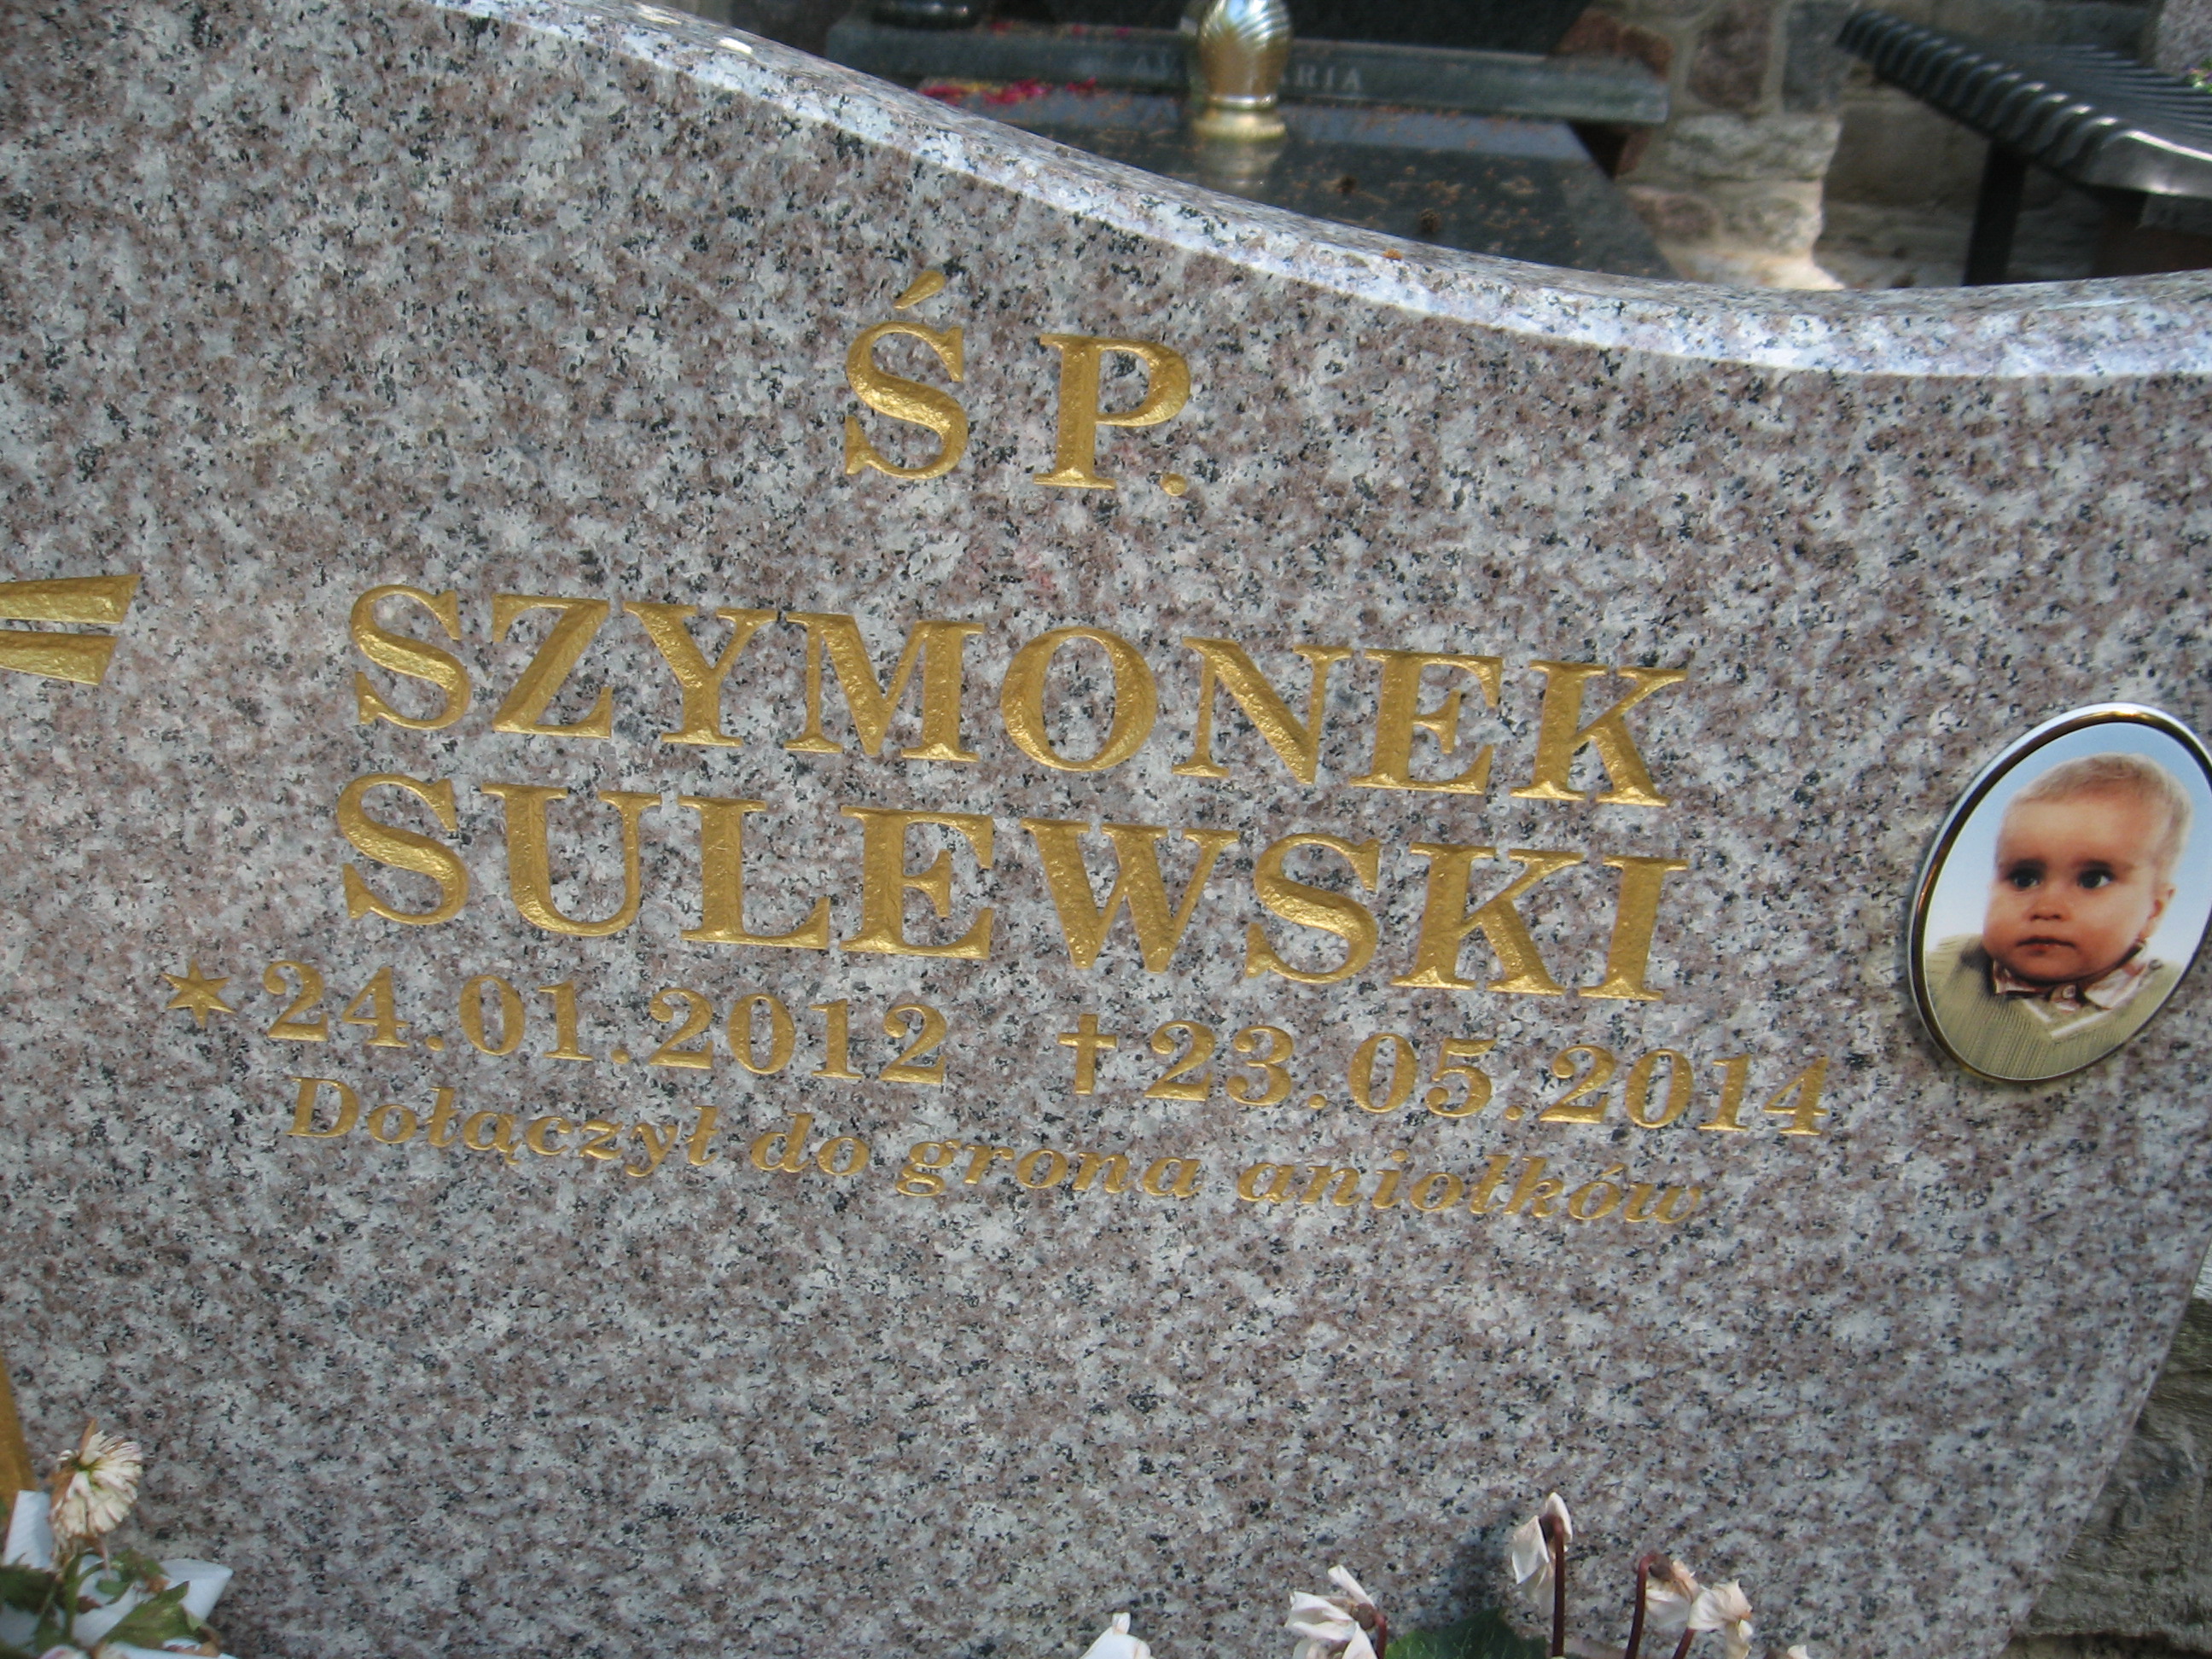 Ś P.
SZYMONEK
SULEWSKI
* 24.01.2012 † 23.05.2014
Dołączył do grona aniołków